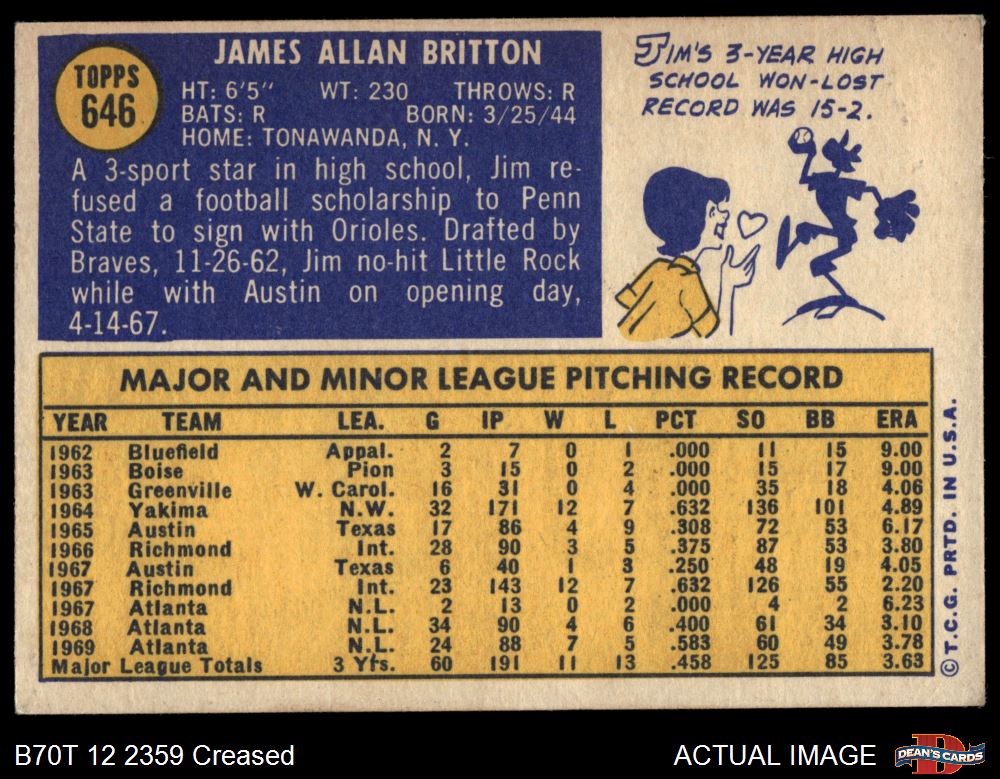 TOPPS
646
JAMES ALLAN BRITTON
HT: 6'5" WT: 230 THROWS: R
BATS: R BORN: 3/25/44
HOME: TONAWANDA, N. Y.
A 3-sport star in high school, Jim re-
fused a football scholarship to Penn
State to sign with Orioles. Drafted by
Braves, 11-26-62, Jim no-hit Little Rock
while with Austin on opening day,
4-14-67.
JIM'S 3-YEAR HIGH
SCHOOL WON-LOST
RECORD WAS 15-2.
MAJOR AND MINOR LEAGUE PITCHING RECORD
YEAR TEAM LEA. G IP W L PCT SO BB ERA
1962 Bluefield Appal. 2 7 0 1 .000 11 15 9.00
1963 Boise Pion 3 15 0 2 .000 15 17 9.00
1963 Greenville W. Carol. 16 31 0 4 .000 35 18 4.06
1964 Yakima N.W. 32 171 12 7 .632 136 101 4.89
1965 Austin Texas 17 86 4 9 .308 72 53 6.17
1966 Richmond Int. 28 90 3 5 .375 87 53 3.80
1967 Austin Texas 6 40 1 3 .250 48 19 4.05
1967 Richmond Int. 23 143 12 7 .632 126 55 2.20
1967 Atlanta N.L. 2 13 0 2 .000 4 2 6.23
1968 Atlanta N.L. 34 90 4 6 .400 61 34 3.10
1969 Atlanta N.L. 24 88 7 5 .583 60 49 3.78
Major League Totals 3 Yrs. 60 191 11 13 .458 125 85 3.63
© T.C.G. PRTD. IN U.S.A.
B70T 12 2359 Creased
ACTUAL IMAGE
D
DEAN'S CARDS